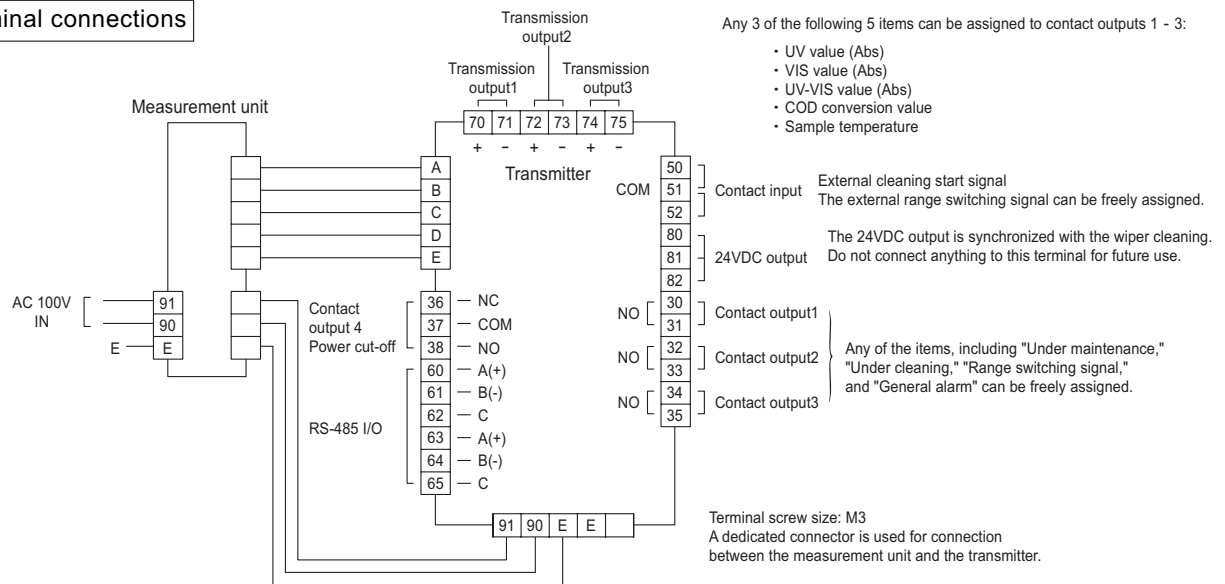 minal connections
Transmission
output2
Transmission
output1
Transmission
output3
Any 3 of the following 5 items can be assigned to contact outputs 1 - 3:
・UV value (Abs)
・VIS value (Abs)
・UV-VIS value (Abs)
・COD conversion value
・Sample temperature
Measurement unit
70 71 72 73 74 75
+ - + - + -
Transmitter
A
B
C
D
E
50
COM 51
52
Contact input
External cleaning start signal
The external range switching signal can be freely assigned.
80
81
82
24VDC output
The 24VDC output is synchronized with the wiper cleaning.
Do not connect anything to this terminal for future use.
AC 100V
IN
91
90
E E
Contact
output 4
Power cut-off
36 NC
37 COM
38 NO
RS-485 I/O
60 A(+)
61 B(-)
62 C
63 A(+)
64 B(-)
65 C
30
NO Contact output1
31
32
NO Contact output2
33
34
NO Contact output3
35
Any of the items, including "Under maintenance,"
"Under cleaning," "Range switching signal,"
and "General alarm" can be freely assigned.
91 90 E E
Terminal screw size: M3
A dedicated connector is used for connection
between the measurement unit and the transmitter.